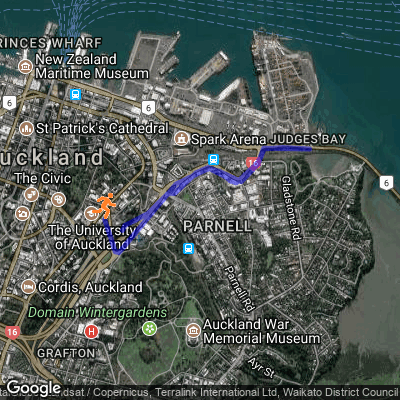 RINCES WHARF
New Zealand
Maritime Museum
6
6
St Patrick's Cathedral
Spark Arena
JUDGES BAY
uckland
16
The Civic
6
Gladstone Rd
The University
of Auckland
PARNELL
Cordis, Auckland
Parnell Rd
Domain Wintergardens
16
H
Auckland War
Memorial Museum
GRAFTON
Ayr St
Google
dsat / Copernicus, Terralink International Ltd, Waikato District Council